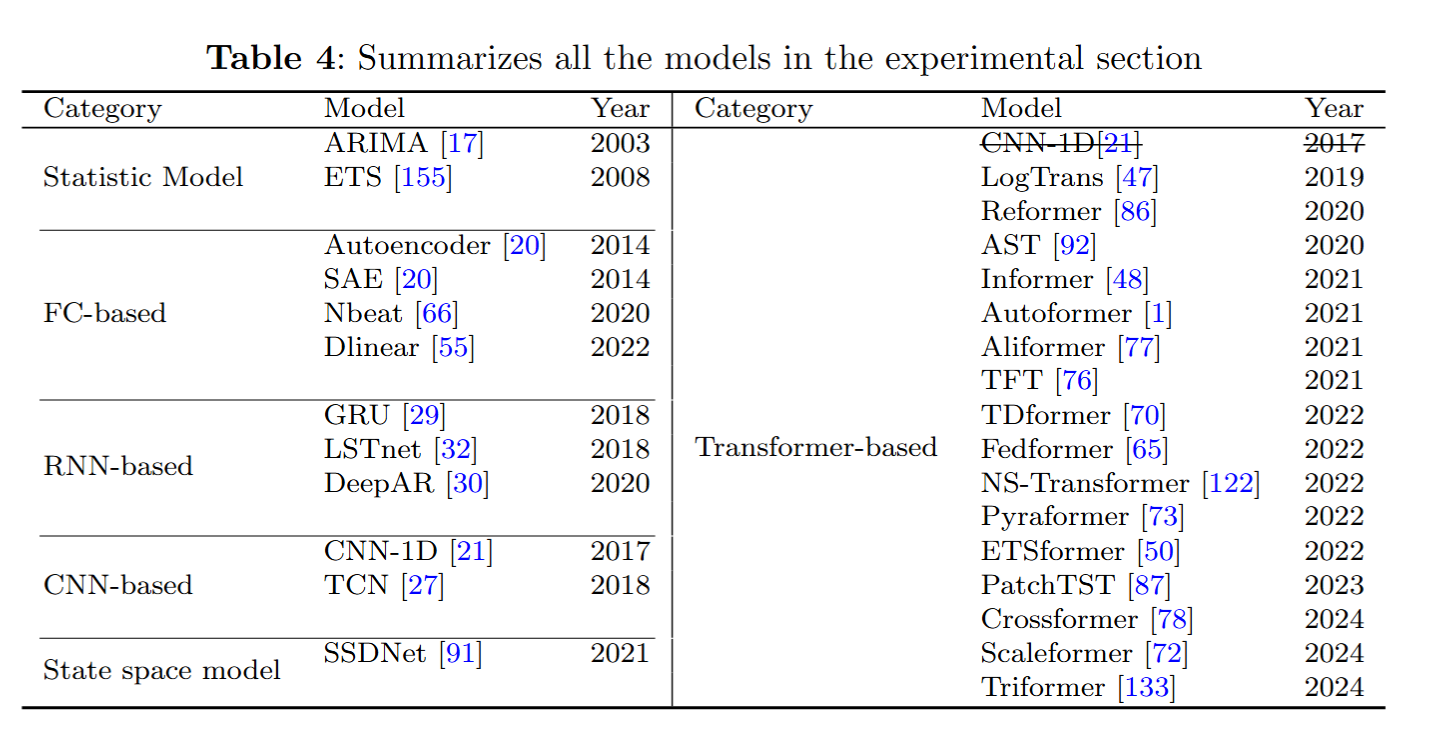 Table 4: Summarizes all the models in the experimental section
Category Model Year Category Model Year
ARIMA [17] 2003 CNN-1D[21] 2017
Statistic Model ETS [155] 2008 LogTrans [47] 2019
Reformer [86] 2020
Autoencoder [20] 2014 AST [92] 2020
SAE [20] 2014 Informer [48] 2021
FC-based Nbeat [66] 2020 Autoformer [1] 2021
Dlinear [55] 2022 Aliformer [77] 2021
TFT [76] 2021
GRU [29] 2018 TDformer [70] 2022
LSTnet [32] 2018 Transformer-based Fedformer [65] 2022
RNN-based
DeepAR [30] 2020 NS-Transformer [122] 2022
Pyraformer [73] 2022
CNN-1D [21] 2017 ETSformer [50] 2022
CNN-based TCN [27] 2018 PatchTST [87] 2023
Crossformer [78] 2024
SSDNet [91] 2021 Scaleformer [72] 2024
State space model
Triformer [133] 2024